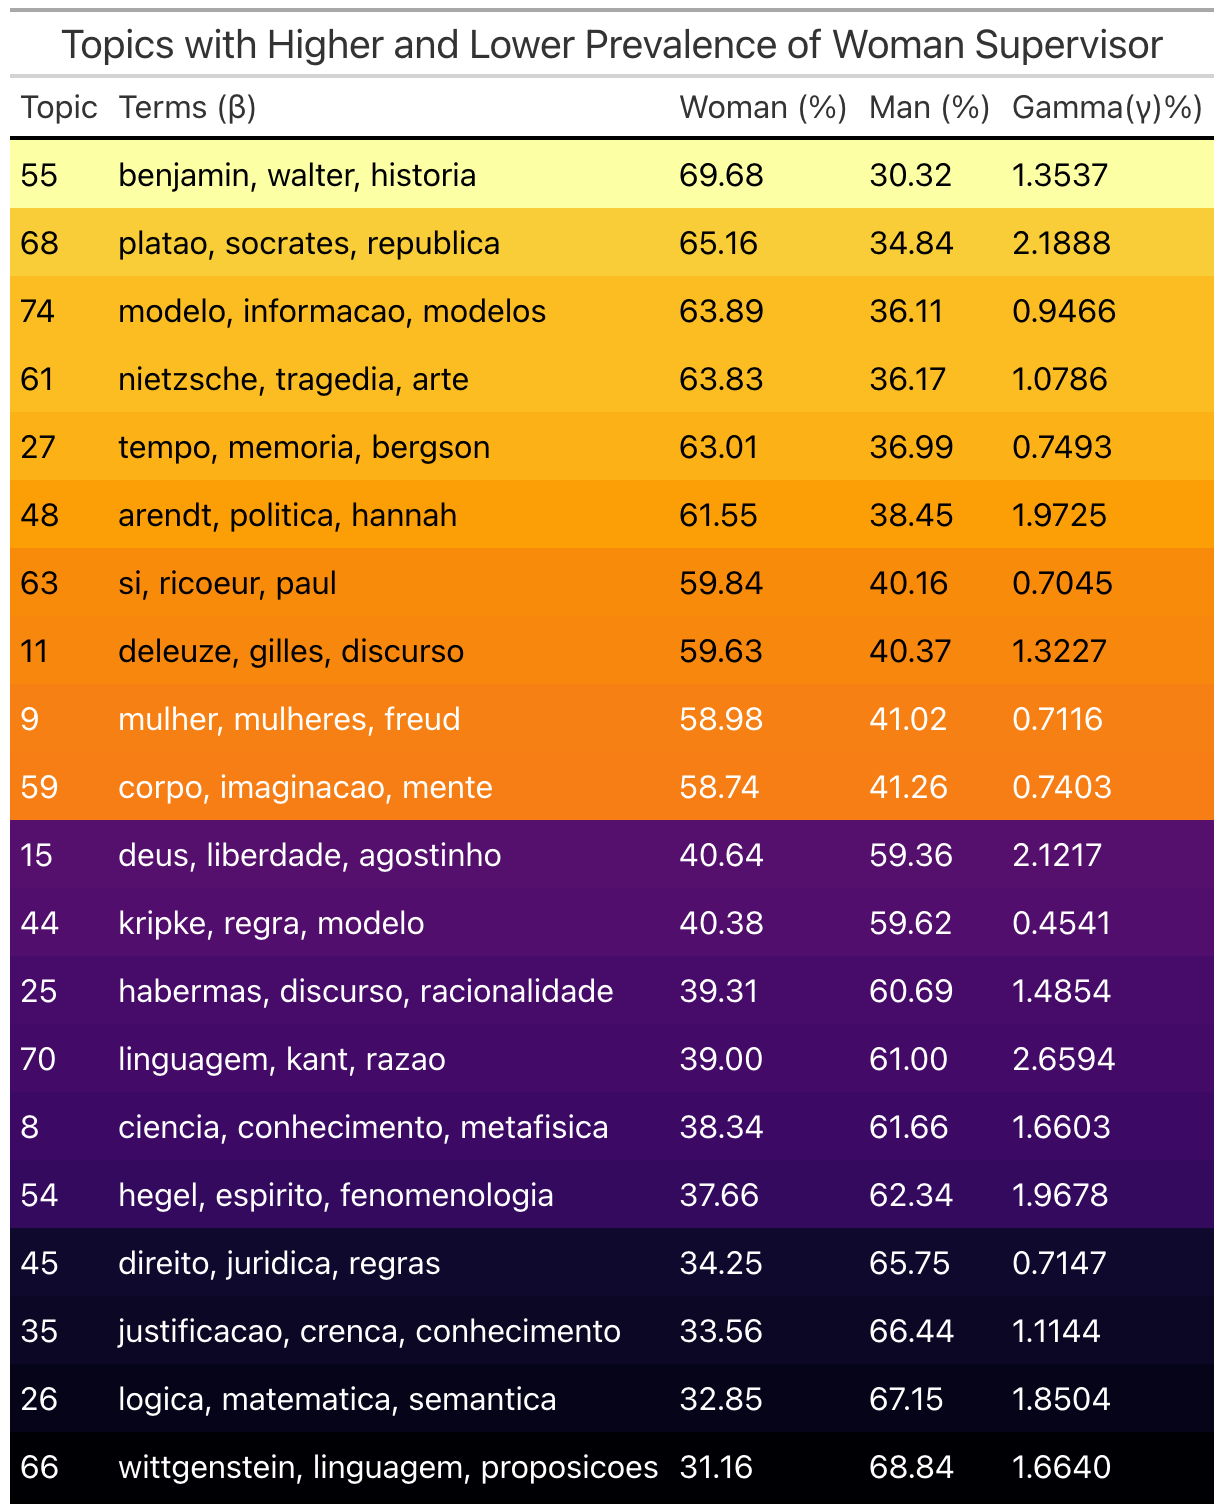 Topics with Higher and Lower Prevalence of Woman Supervisor
Topic Terms (β) Woman (%) Man (%) Gamma(γ)%)
55 benjamin, walter, historia 69.68 30.32 1.3537
68 platao, socrates, republica 65.16 34.84 2.1888
74 modelo, informacao, modelos 63.89 36.11 0.9466
61 nietzsche, tragedia, arte 63.83 36.17 1.0786
27 tempo, memoria, bergson 63.01 36.99 0.7493
48 arendt, politica, hannah 61.55 38.45 1.9725
63 si, ricoeur, paul 59.84 40.16 0.7045
11 deleuze, gilles, discurso 59.63 40.37 1.3227
9 mulher, mulheres, freud 58.98 41.02 0.7116
59 corpo, imaginacao, mente 58.74 41.26 0.7403
15 deus, liberdade, agostinho 40.64 59.36 2.1217
44 kripke, regra, modelo 40.38 59.62 0.4541
25 habermas, discurso, racionalidade 39.31 60.69 1.4854
70 linguagem, kant, razao 39.00 61.00 2.6594
8 ciencia, conhecimento, metafisica 38.34 61.66 1.6603
54 hegel, espirito, fenomenologia 37.66 62.34 1.9678
45 direito, juridica, regras 34.25 65.75 0.7147
35 justificacao, crenca, conhecimento 33.56 66.44 1.1144
26 logica, matematica, semantica 32.85 67.15 1.8504
66 wittgenstein, linguagem, proposicoes 31.16 68.84 1.6640